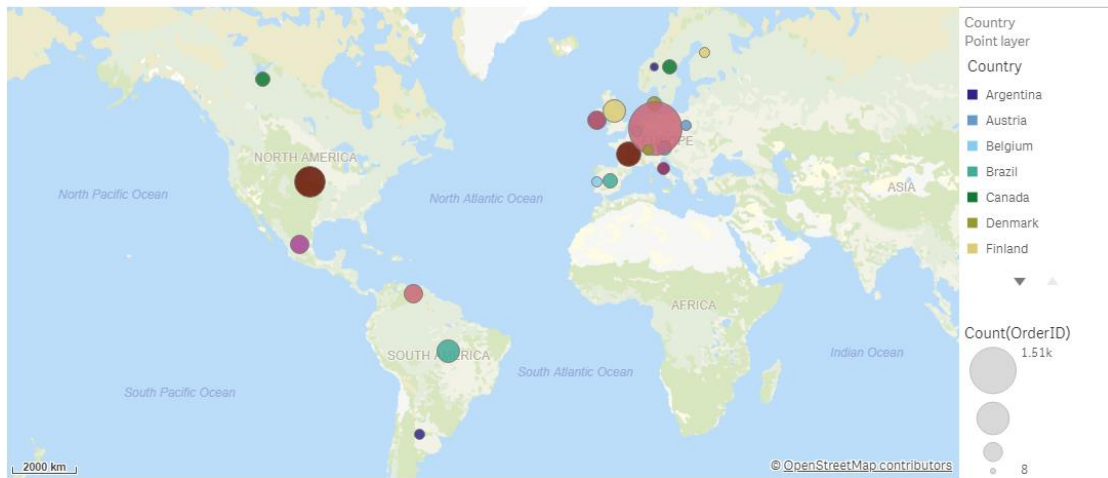 NORTH AMERICA
North Pacific Ocean
North Atlantic Ocean
ASIA
AFRICA
SOUTH AMERICA
Indian Ocean
South Atlantic Ocean
South Pacific Ocean
2000 km
© OpenStreetMap contributors
Country
Point layer
Country
Argentina
Austria
Belgium
Brazil
Canada
Denmark
Finland
Count(OrderID)
1.51k
8